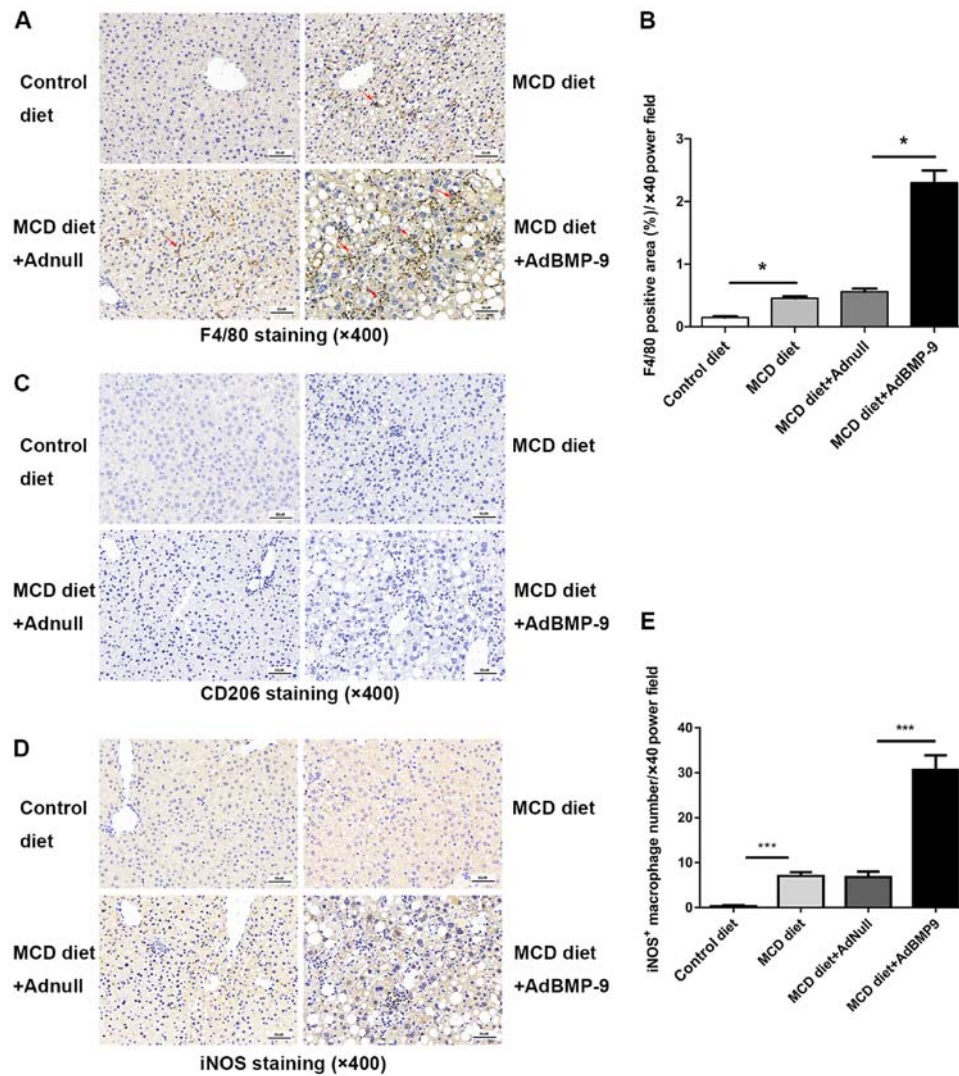 A
Control
diet
MCD diet
MCD diet
+Adnull
MCD diet
+AdBMP-9
F4/80 staining (×400)
B
F4/80 positive area (%)/ ×40 power field
3
2
1
0
*
*
Control diet
MCD diet
MCD diet+Adnull
MCD diet+AdBMP-9
C
Control
diet
MCD diet
MCD diet
+Adnull
MCD diet
+AdBMP-9
CD206 staining (×400)
D
Control
diet
MCD diet
MCD diet
+Adnull
MCD diet
+AdBMP-9
iNOS staining (×400)
E
iNOS⁺ macrophage number/×40 power field
40
30
20
10
0
***
***
Control diet
MCD diet
MCD diet+AdNull
MCD diet+AdBMP9